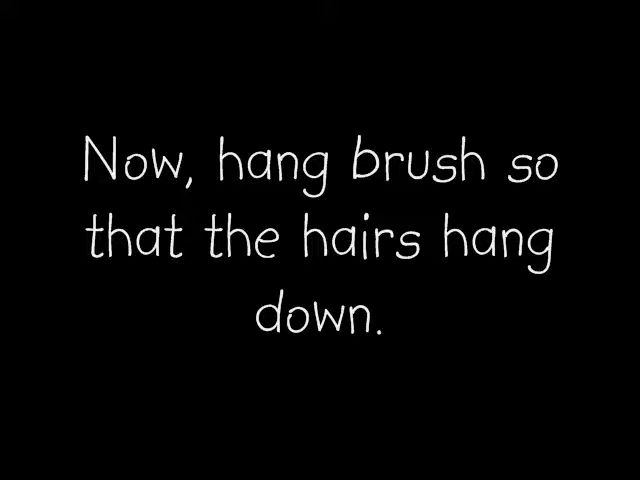 Now, hang brush so
that the hairs hang
down.